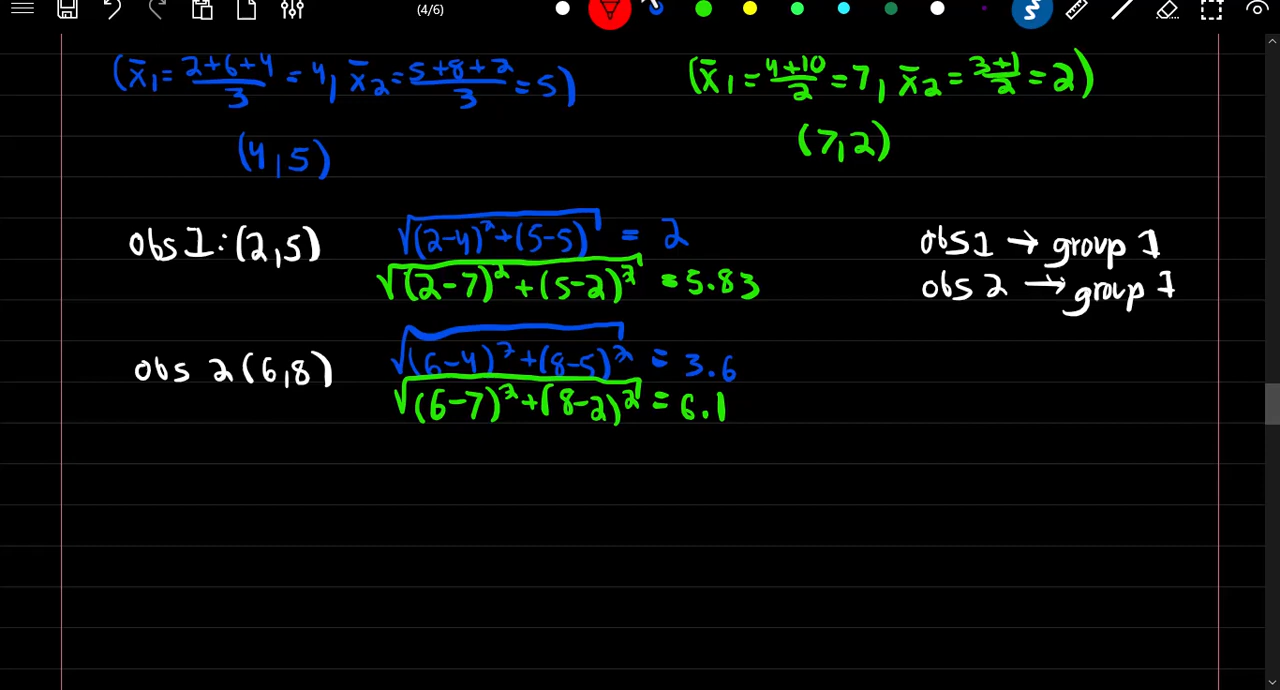 (4/6)
(x̄1 = 2+6+4/3 = 4, x̄2 = 5+8+2/3 = 5)
(x̄1 = 4+10/2 = 7, x̄2 = 3+1/2 = 2)
(4,5)
(7,2)
obs 1: (2,5)
√(2-4)²+(5-5)² = 2
√(2-7)²+(5-2)² = 5.83
obs 1 → group 1
obs 2 → group 1
obs 2 (6,8)
√(6-4)²+(8-5)² = 3.6
√(6-7)²+(8-2)² = 6.1